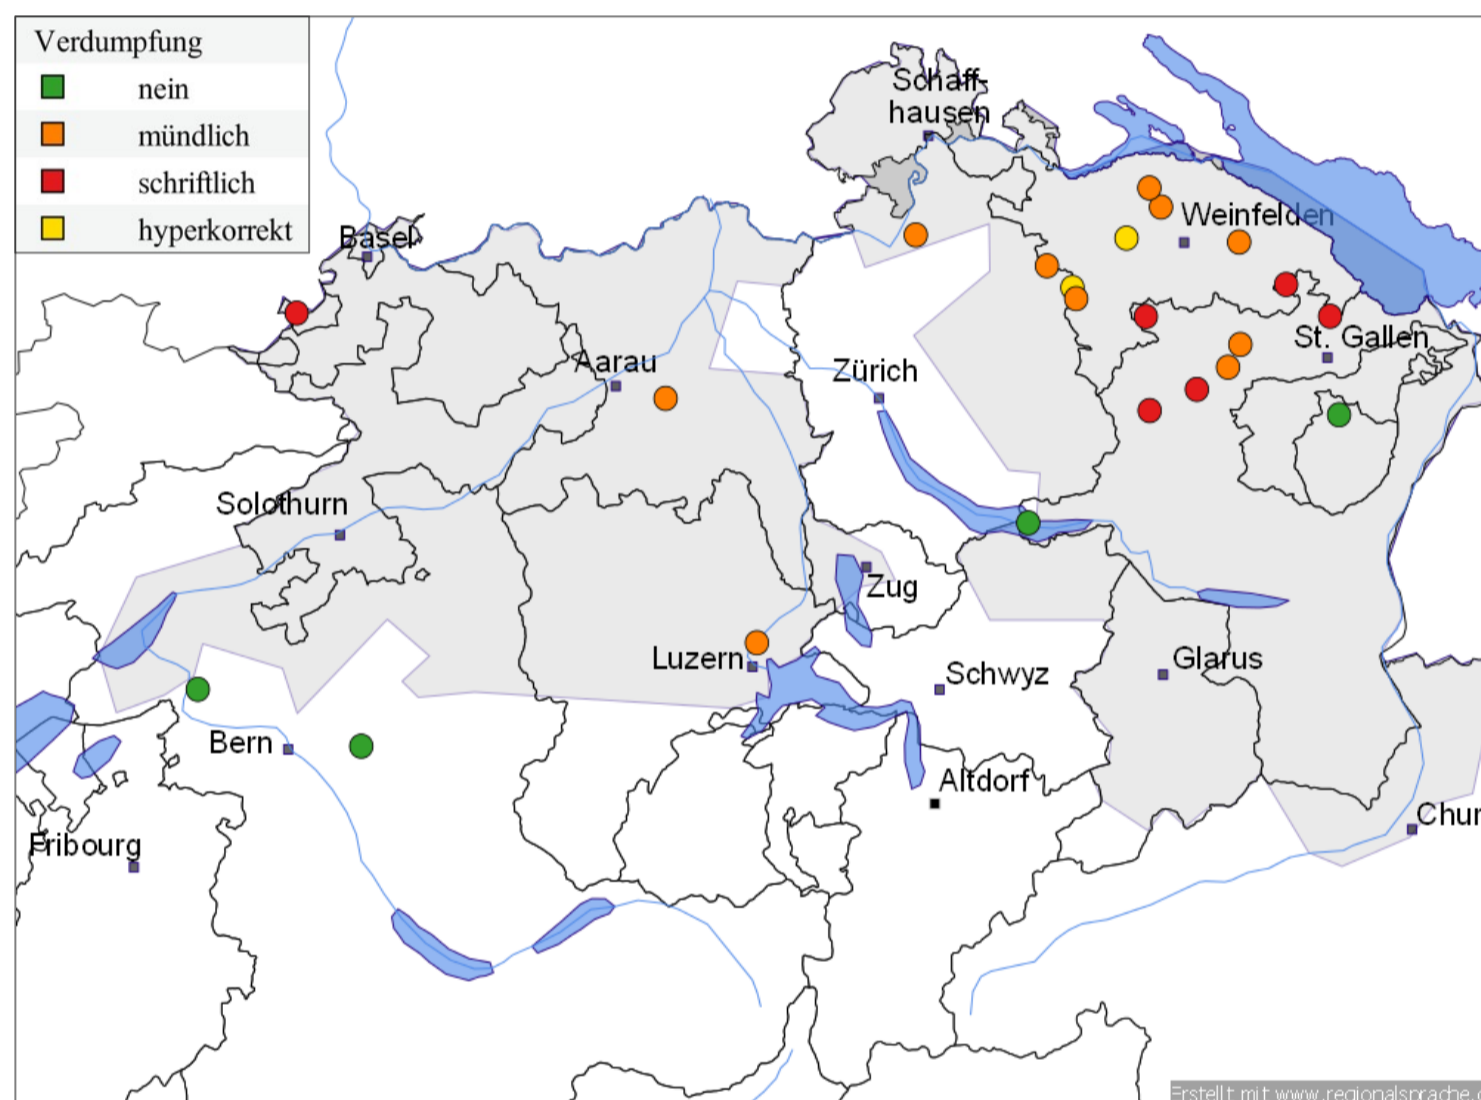 Verdumpfung
nein
mündlich
schriftlich
hyperkorrekt
Schaff-
hausen
Basel
Weinfelden
Aarau
Zürich
St. Gallen
Solothurn
Zug
Luzern
Schwyz
Glarus
Bern
Altdorf
Fribourg
Chur
Erstellt mit www.regionalsprache.